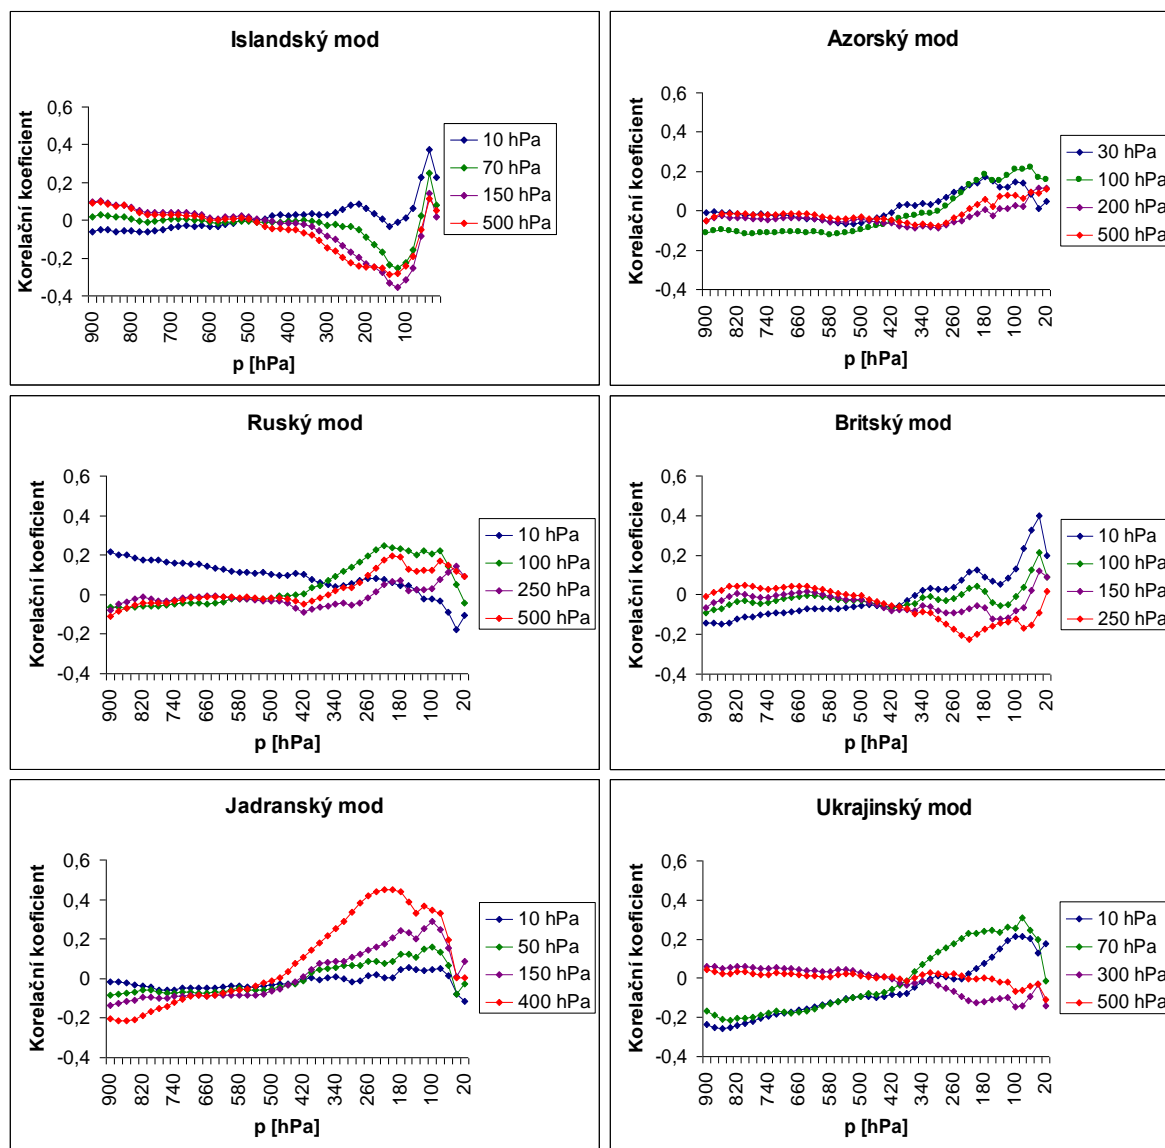 Islandský mod
Korelační koeficient
0,6
0,4
0,2
0
-0,2
-0,4
900
800
700
600
500
400
300
200
100
p [hPa]
10 hPa
70 hPa
150 hPa
500 hPa
Azorský mod
Korelační koeficient
0,6
0,4
0,2
0
-0,2
-0,4
900
820
740
660
580
500
420
340
260
180
100
20
p [hPa]
30 hPa
100 hPa
200 hPa
500 hPa
Ruský mod
Korelační koeficient
0,6
0,4
0,2
0
-0,2
-0,4
900
820
740
660
580
500
420
340
260
180
100
20
p [hPa]
10 hPa
100 hPa
250 hPa
500 hPa
Britský mod
Korelační koeficient
0,6
0,4
0,2
0
-0,2
-0,4
900
820
740
660
580
500
420
340
260
180
100
20
p [hPa]
10 hPa
100 hPa
150 hPa
250 hPa
Jadranský mod
Korelační koeficient
0,6
0,4
0,2
0
-0,2
-0,4
900
820
740
660
580
500
420
340
260
180
100
20
p [hPa]
10 hPa
50 hPa
150 hPa
400 hPa
Ukrajinský mod
Korelační koeficient
0,6
0,4
0,2
0
-0,2
-0,4
900
820
740
660
580
500
420
340
260
180
100
20
p [hPa]
10 hPa
70 hPa
300 hPa
500 hPa